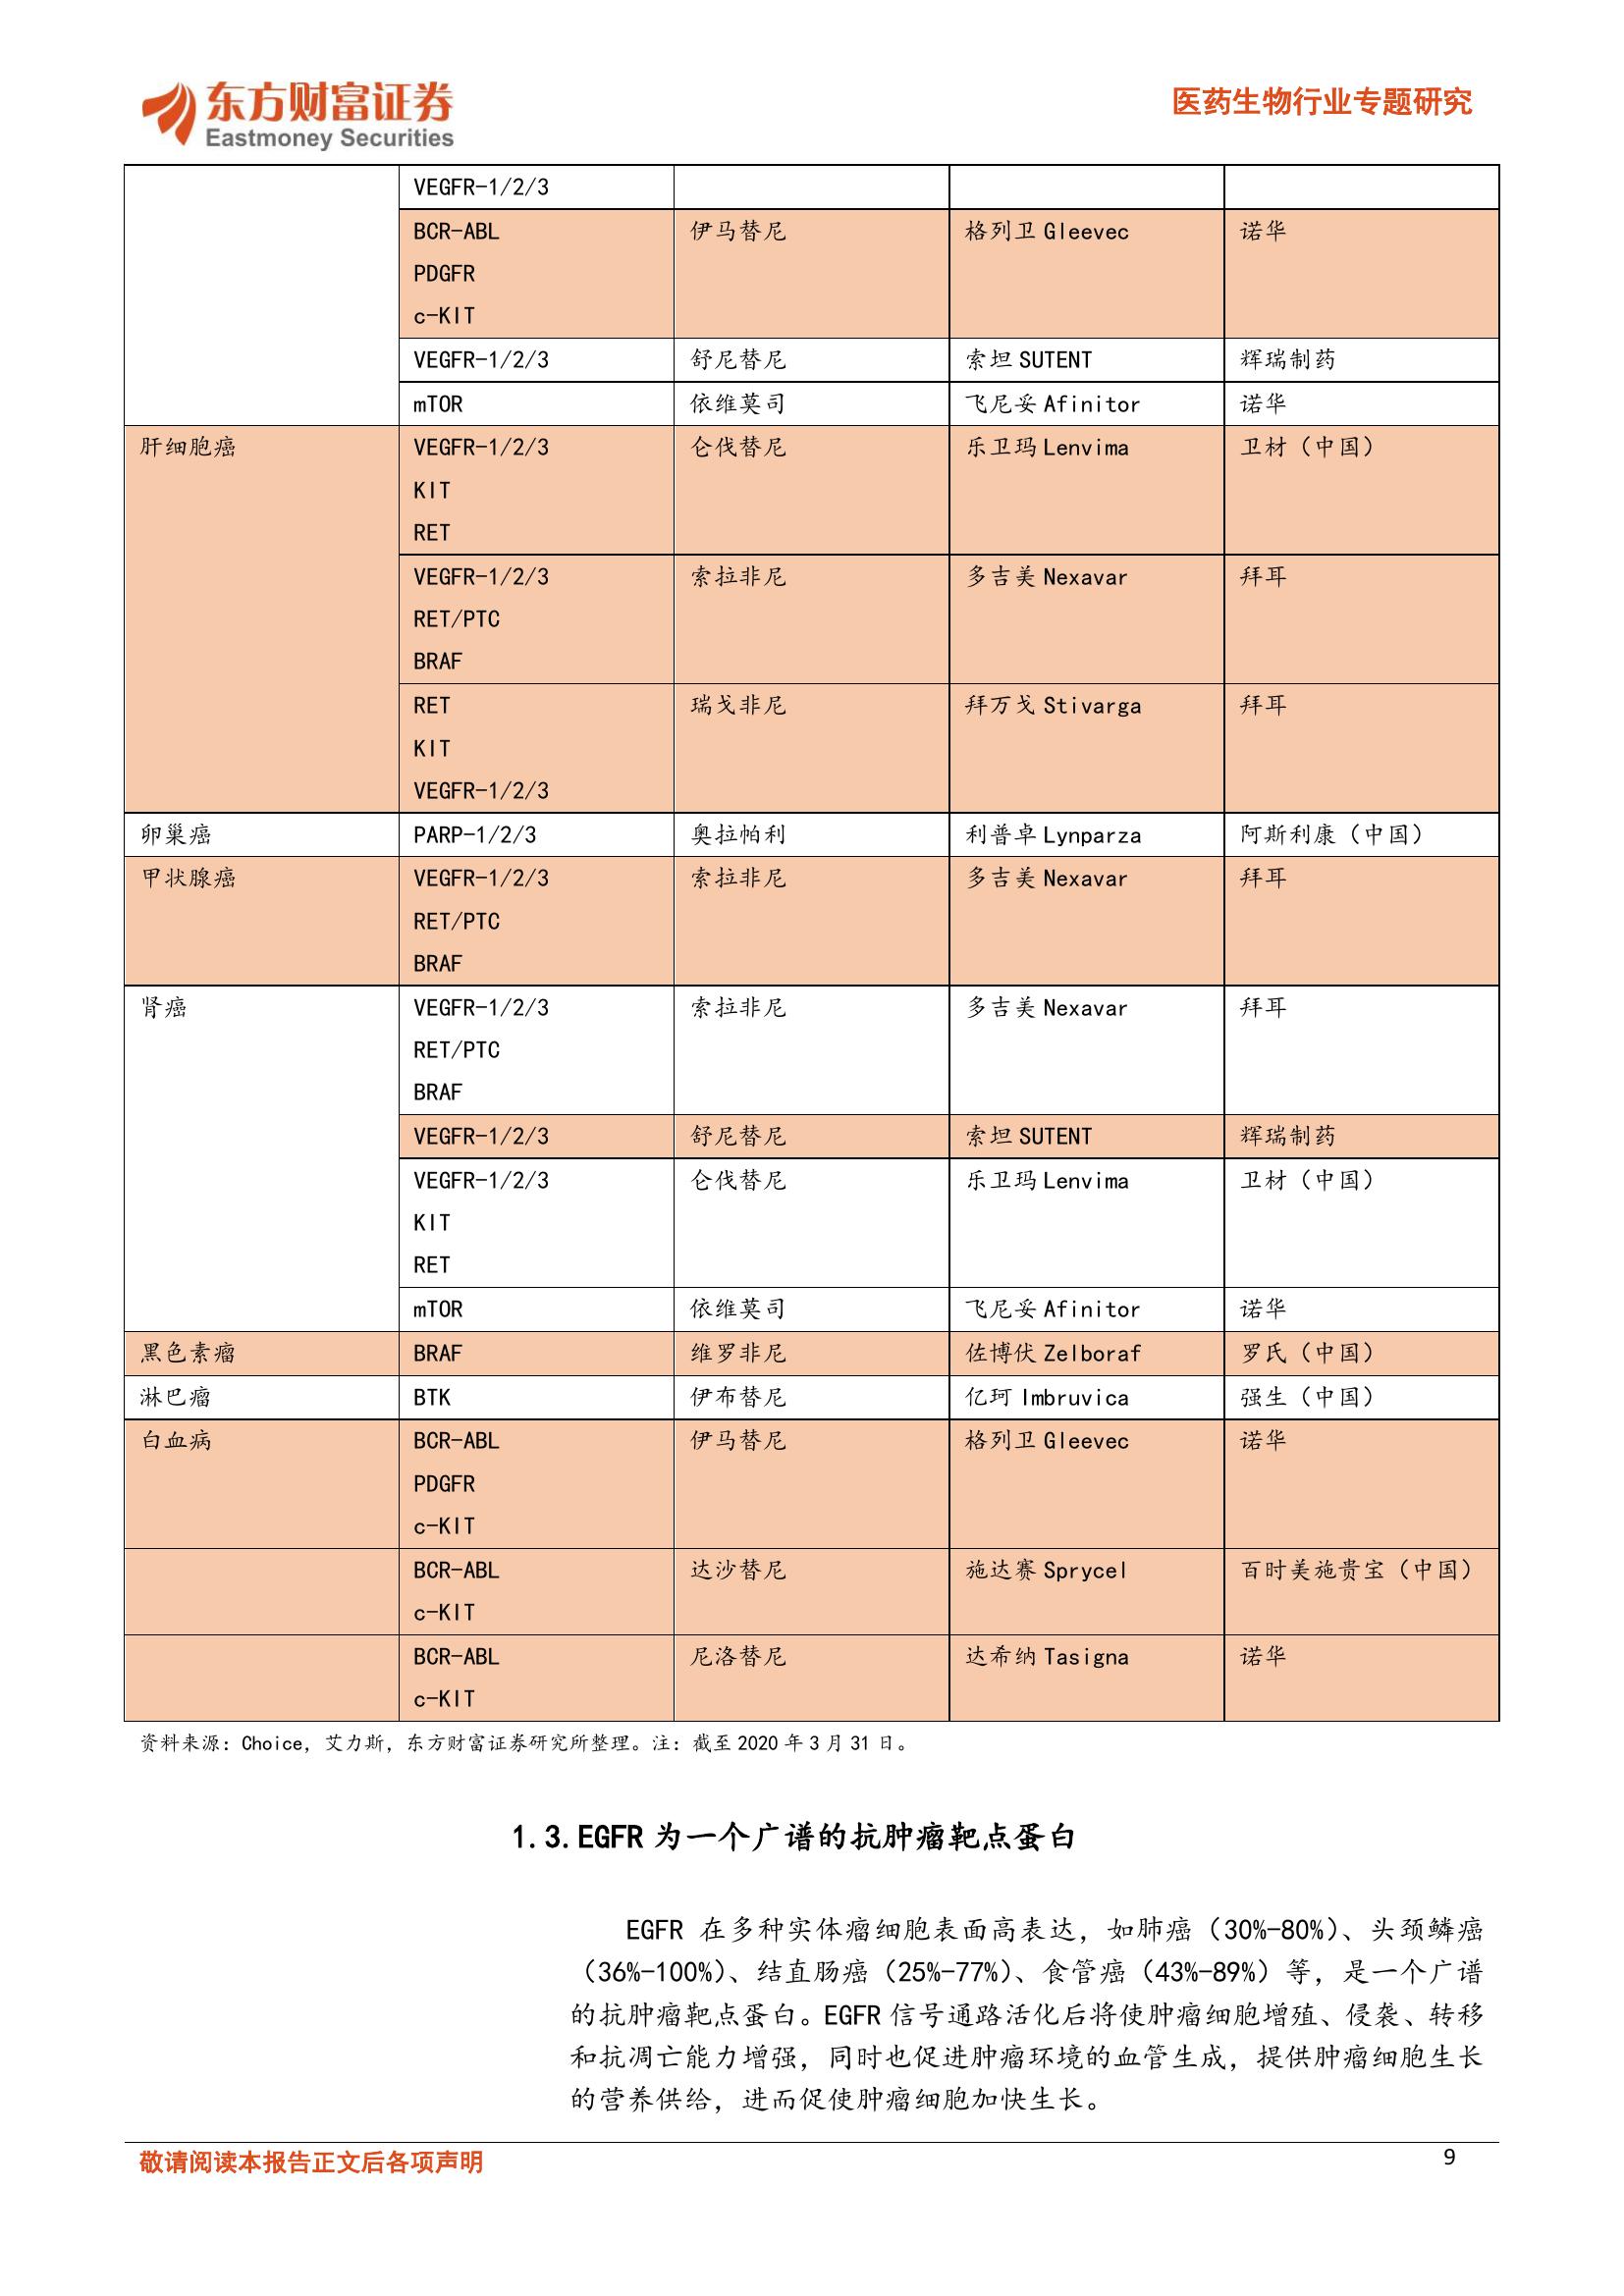 东方财富证券
Eastmoney Securities
医药生物行业专题研究
VEGFR-1/2/3
BCR-ABL 伊马替尼 格列卫 Gleevec 诺华
PDGFR
c-KIT
VEGFR-1/2/3 舒尼替尼 索坦 SUTENT 辉瑞制药
mTOR 依维莫司 飞尼妥 Afinitor 诺华
肝细胞癌 VEGFR-1/2/3 仑伐替尼 乐卫玛 Lenvima 卫材（中国）
KIT
RET
VEGFR-1/2/3 索拉非尼 多吉美 Nexavar 拜耳
RET/PTC
BRAF
RET 瑞戈非尼 拜万戈 Stivarga 拜耳
KIT
VEGFR-1/2/3
卵巢癌 PARP-1/2/3 奥拉帕利 利普卓 Lynparza 阿斯利康（中国）
甲状腺癌 VEGFR-1/2/3 索拉非尼 多吉美 Nexavar 拜耳
RET/PTC
BRAF
肾癌 VEGFR-1/2/3 索拉非尼 多吉美 Nexavar 拜耳
RET/PTC
BRAF
VEGFR-1/2/3 舒尼替尼 索坦 SUTENT 辉瑞制药
VEGFR-1/2/3 仑伐替尼 乐卫玛 Lenvima 卫材（中国）
KIT
RET
mTOR 依维莫司 飞尼妥 Afinitor 诺华
黑色素瘤 BRAF 维罗非尼 佐博伏 Zelboraf 罗氏（中国）
淋巴瘤 BTK 伊布替尼 亿珂 Imbruvica 强生（中国）
白血病 BCR-ABL 伊马替尼 格列卫 Gleevec 诺华
PDGFR
c-KIT
BCR-ABL 达沙替尼 施达赛 Sprycel 百时美施贵宝（中国）
c-KIT
BCR-ABL 尼洛替尼 达希纳 Tasigna 诺华
c-KIT
资料来源：Choice，艾力斯，东方财富证券研究所整理。注：截至 2020 年 3 月 31 日。
1.3.EGFR 为一个广谱的抗肿瘤靶点蛋白
EGFR 在多种实体瘤细胞表面高表达，如肺癌（30%-80%）、头颈鳞癌
（36%-100%）、结直肠癌（25%-77%）、食管癌（43%-89%）等，是一个广谱
的抗肿瘤靶点蛋白。EGFR 信号通路活化后将使肿瘤细胞增殖、侵袭、转移
和抗凋亡能力增强，同时也促进肿瘤环境的血管生成，提供肿瘤细胞生长
的营养供给，进而促使肿瘤细胞加快生长。
敬请阅读本报告正文后各项声明 9